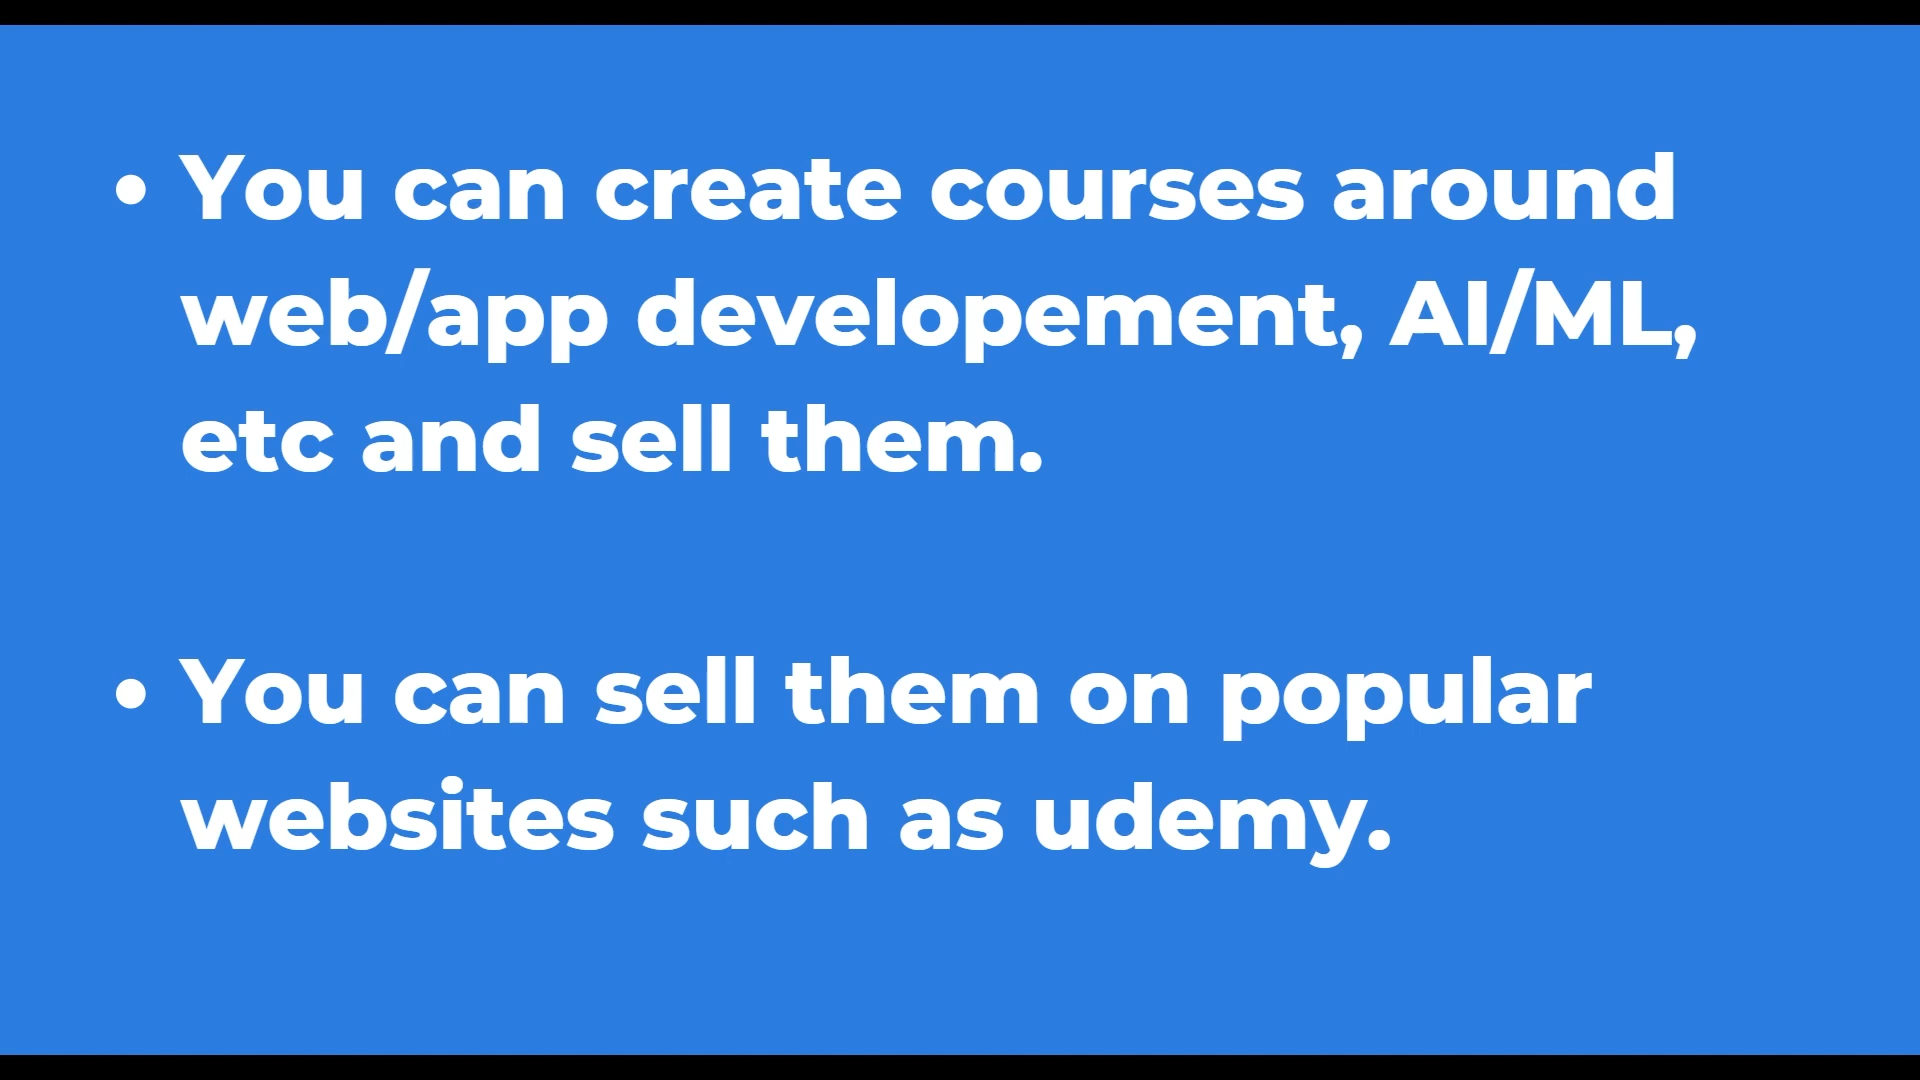 • You can create courses around
web/app developement, AI/ML,
etc and sell them.
• You can sell them on popular
websites such as udemy.